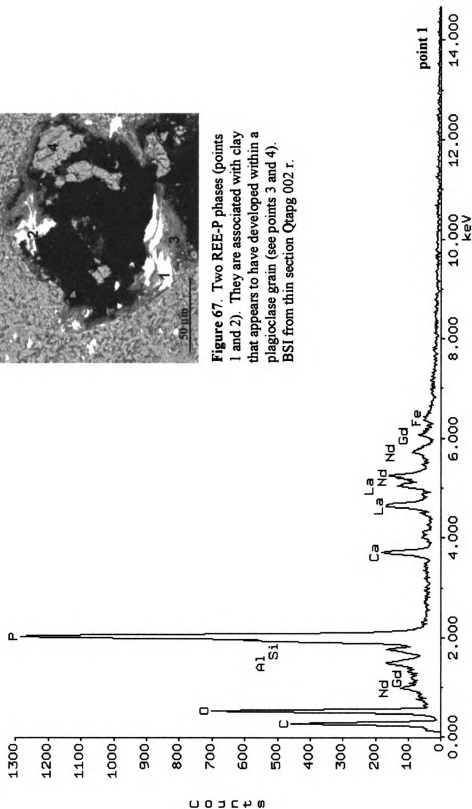 4
2
1
3
50 µm
Figure 67. Two REE-P phases (points
1 and 2). They are associated with clay
that appears to have developed within a
plagioclase grain (see points 3 and 4).
BSI from thin section Qtapg 002 r.
Counts
1300
1200
1100
1000
900
800
700
600
500
400
300
200
100
0
C
O
Nd
Gd
Al
Si
P
Ca
La
La
Nd
Nd
Gd
Fe
point 1
0.000
2.000
4.000
6.000
8.000
10.000
12.000
14.000
keV